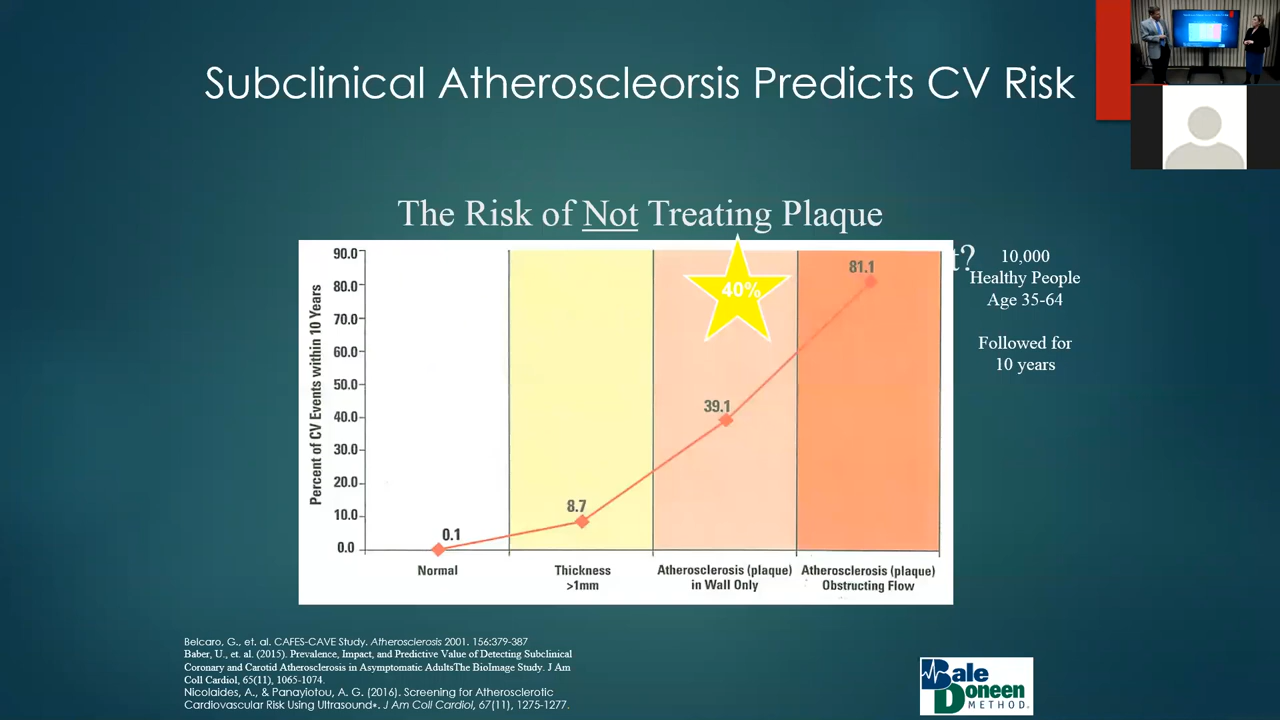 Subclinical Atheroscleorsis Predicts CV Risk
The Risk of Not Treating Plaque
t?
10,000
Healthy People
Age 35-64
Followed for
10 years
Percent of CV Events within 10 Years
90.0
80.0
70.0
60.0
50.0
40.0
30.0
20.0
10.0
0.0
40%
81.1
39.1
8.7
0.1
Normal
Thickness
>1mm
Atherosclerosis (plaque)
in Wall Only
Atherosclerosis (plaque)
Obstructing Flow
Belcaro, G., et. al. CAFES-CAVE Study. Atherosclerosis 2001. 156:379-387
Baber, U., et. al. (2015). Prevalence, Impact, and Predictive Value of Detecting Subclinical
Coronary and Carotid Atherosclerosis in Asymptomatic AdultsThe BioImage Study. J Am
Coll Cardiol, 65(11), 1065-1074.
Nicolaides, A., & Panayiotou, A. G. (2016). Screening for Atherosclerotic
Cardiovascular Risk Using Ultrasound∗. J Am Coll Cardiol, 67(11), 1275-1277.
Bale
Doneen
METHOD.